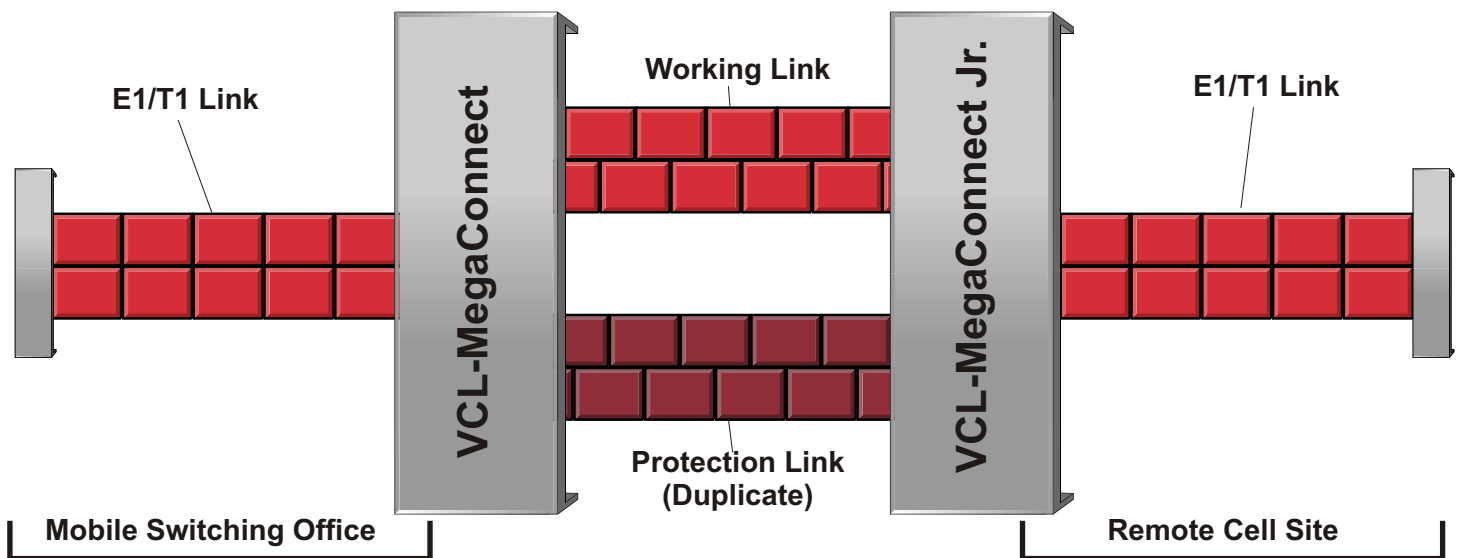 E1/T1 Link
VCL-MegaConnect
Working Link
Protection Link
(Duplicate)
VCL-MegaConnect Jr.
E1/T1 Link
Mobile Switching Office
Remote Cell Site